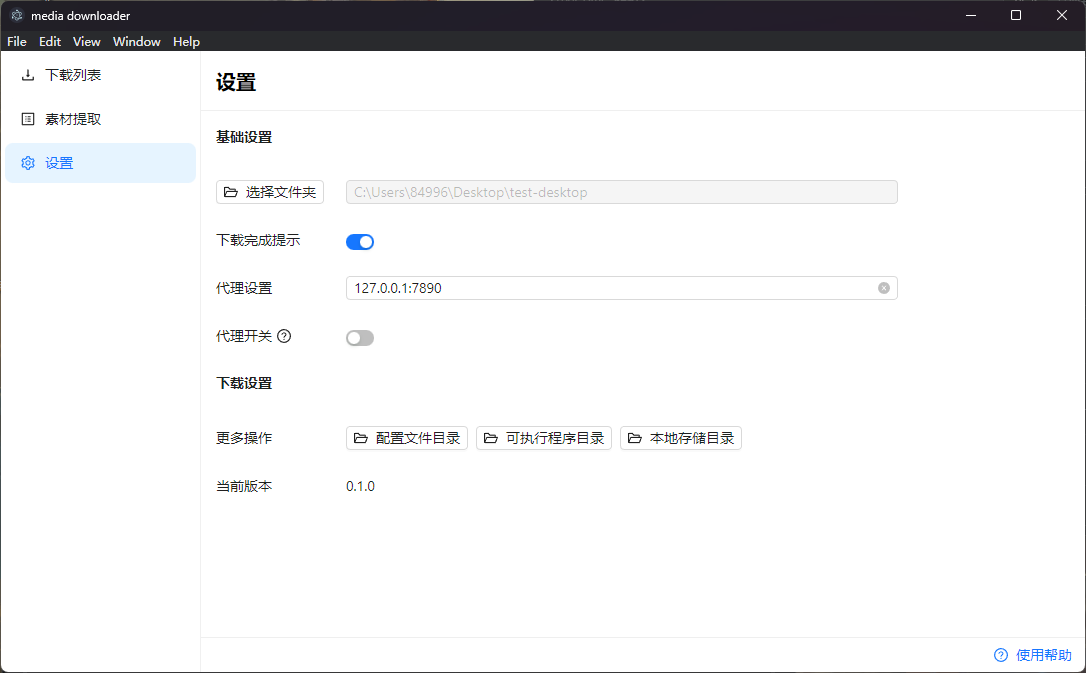 media downloader
File Edit View Window Help
下载列表
素材提取
设置
设置
基础设置
选择文件夹 C:\Users\84996\Desktop\test-desktop
下载完成提示
代理设置 127.0.0.1:7890
代理开关
下载设置
更多操作 配置文件目录 可执行程序目录 本地存储目录
当前版本 0.1.0
使用帮助